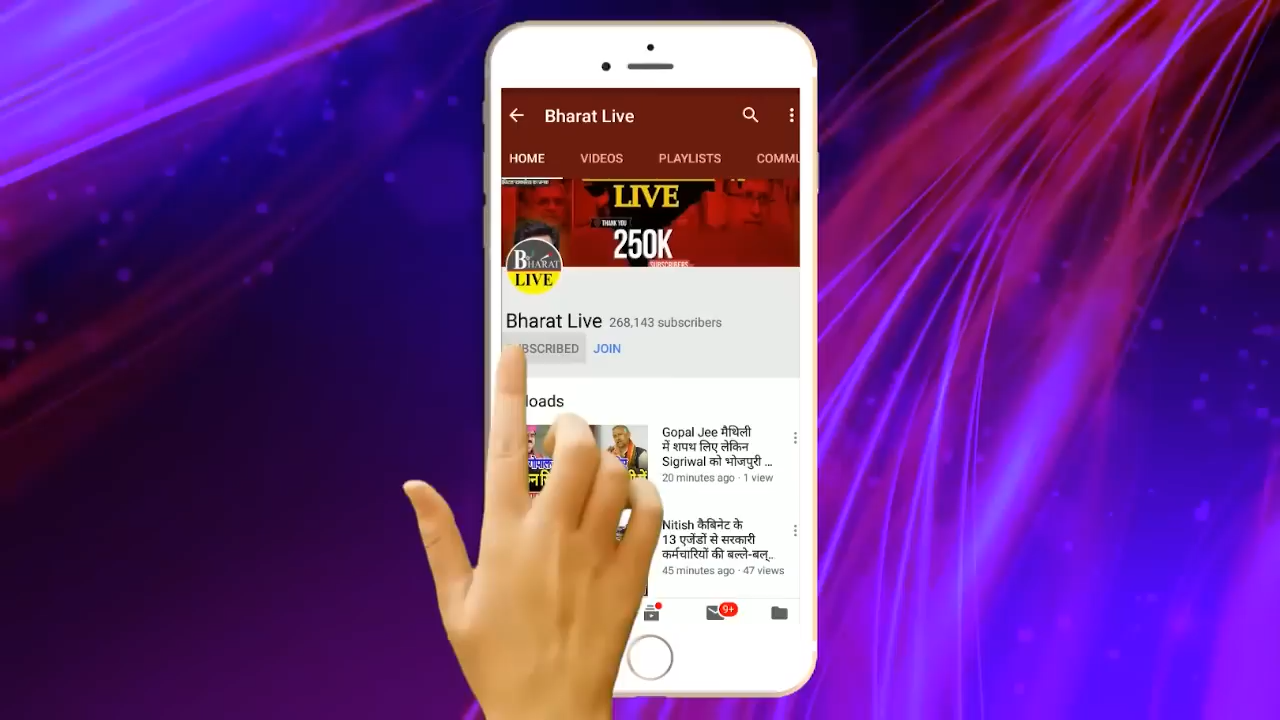 Bharat Live
HOME VIDEOS PLAYLISTS COMMU
LIVE
THANK YOU
250K
SUBSCRIBERS
BHARAT
LIVE
Bharat Live 268,143 subscribers
BSCRIBED JOIN
loads
Gopal Jee मैथिली
में शपथ लिए लेकिन
Sigriwal को भोजपुरी ...
20 minutes ago · 1 view
Nitish कैबिनेट के
13 एजेंडों से सरकारी
कर्मचारियों की बल्ले-बल्..
45 minutes ago · 47 views
9+